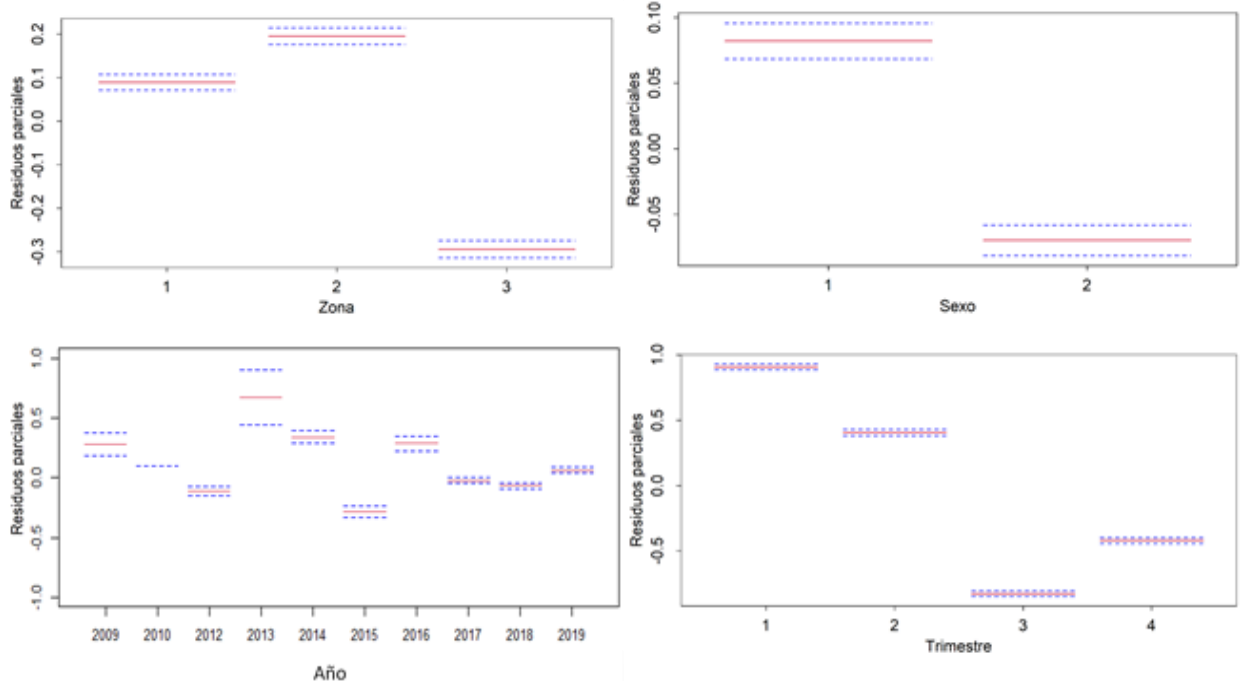 Residuos parciales
0.2
0.1
0.0
-0.1
-0.2
-0.3
1 2 3
Zona
Residuos parciales
0.10
0.05
0.00
-0.05
1 2
Sexo
Residuos parciales
1.0
0.5
0.0
-0.5
-1.0
2009 2010 2012 2013 2014 2015 2016 2017 2018 2019
Año
Residuos parciales
1.0
0.5
0.0
-0.5
1 2 3 4
Trimestre